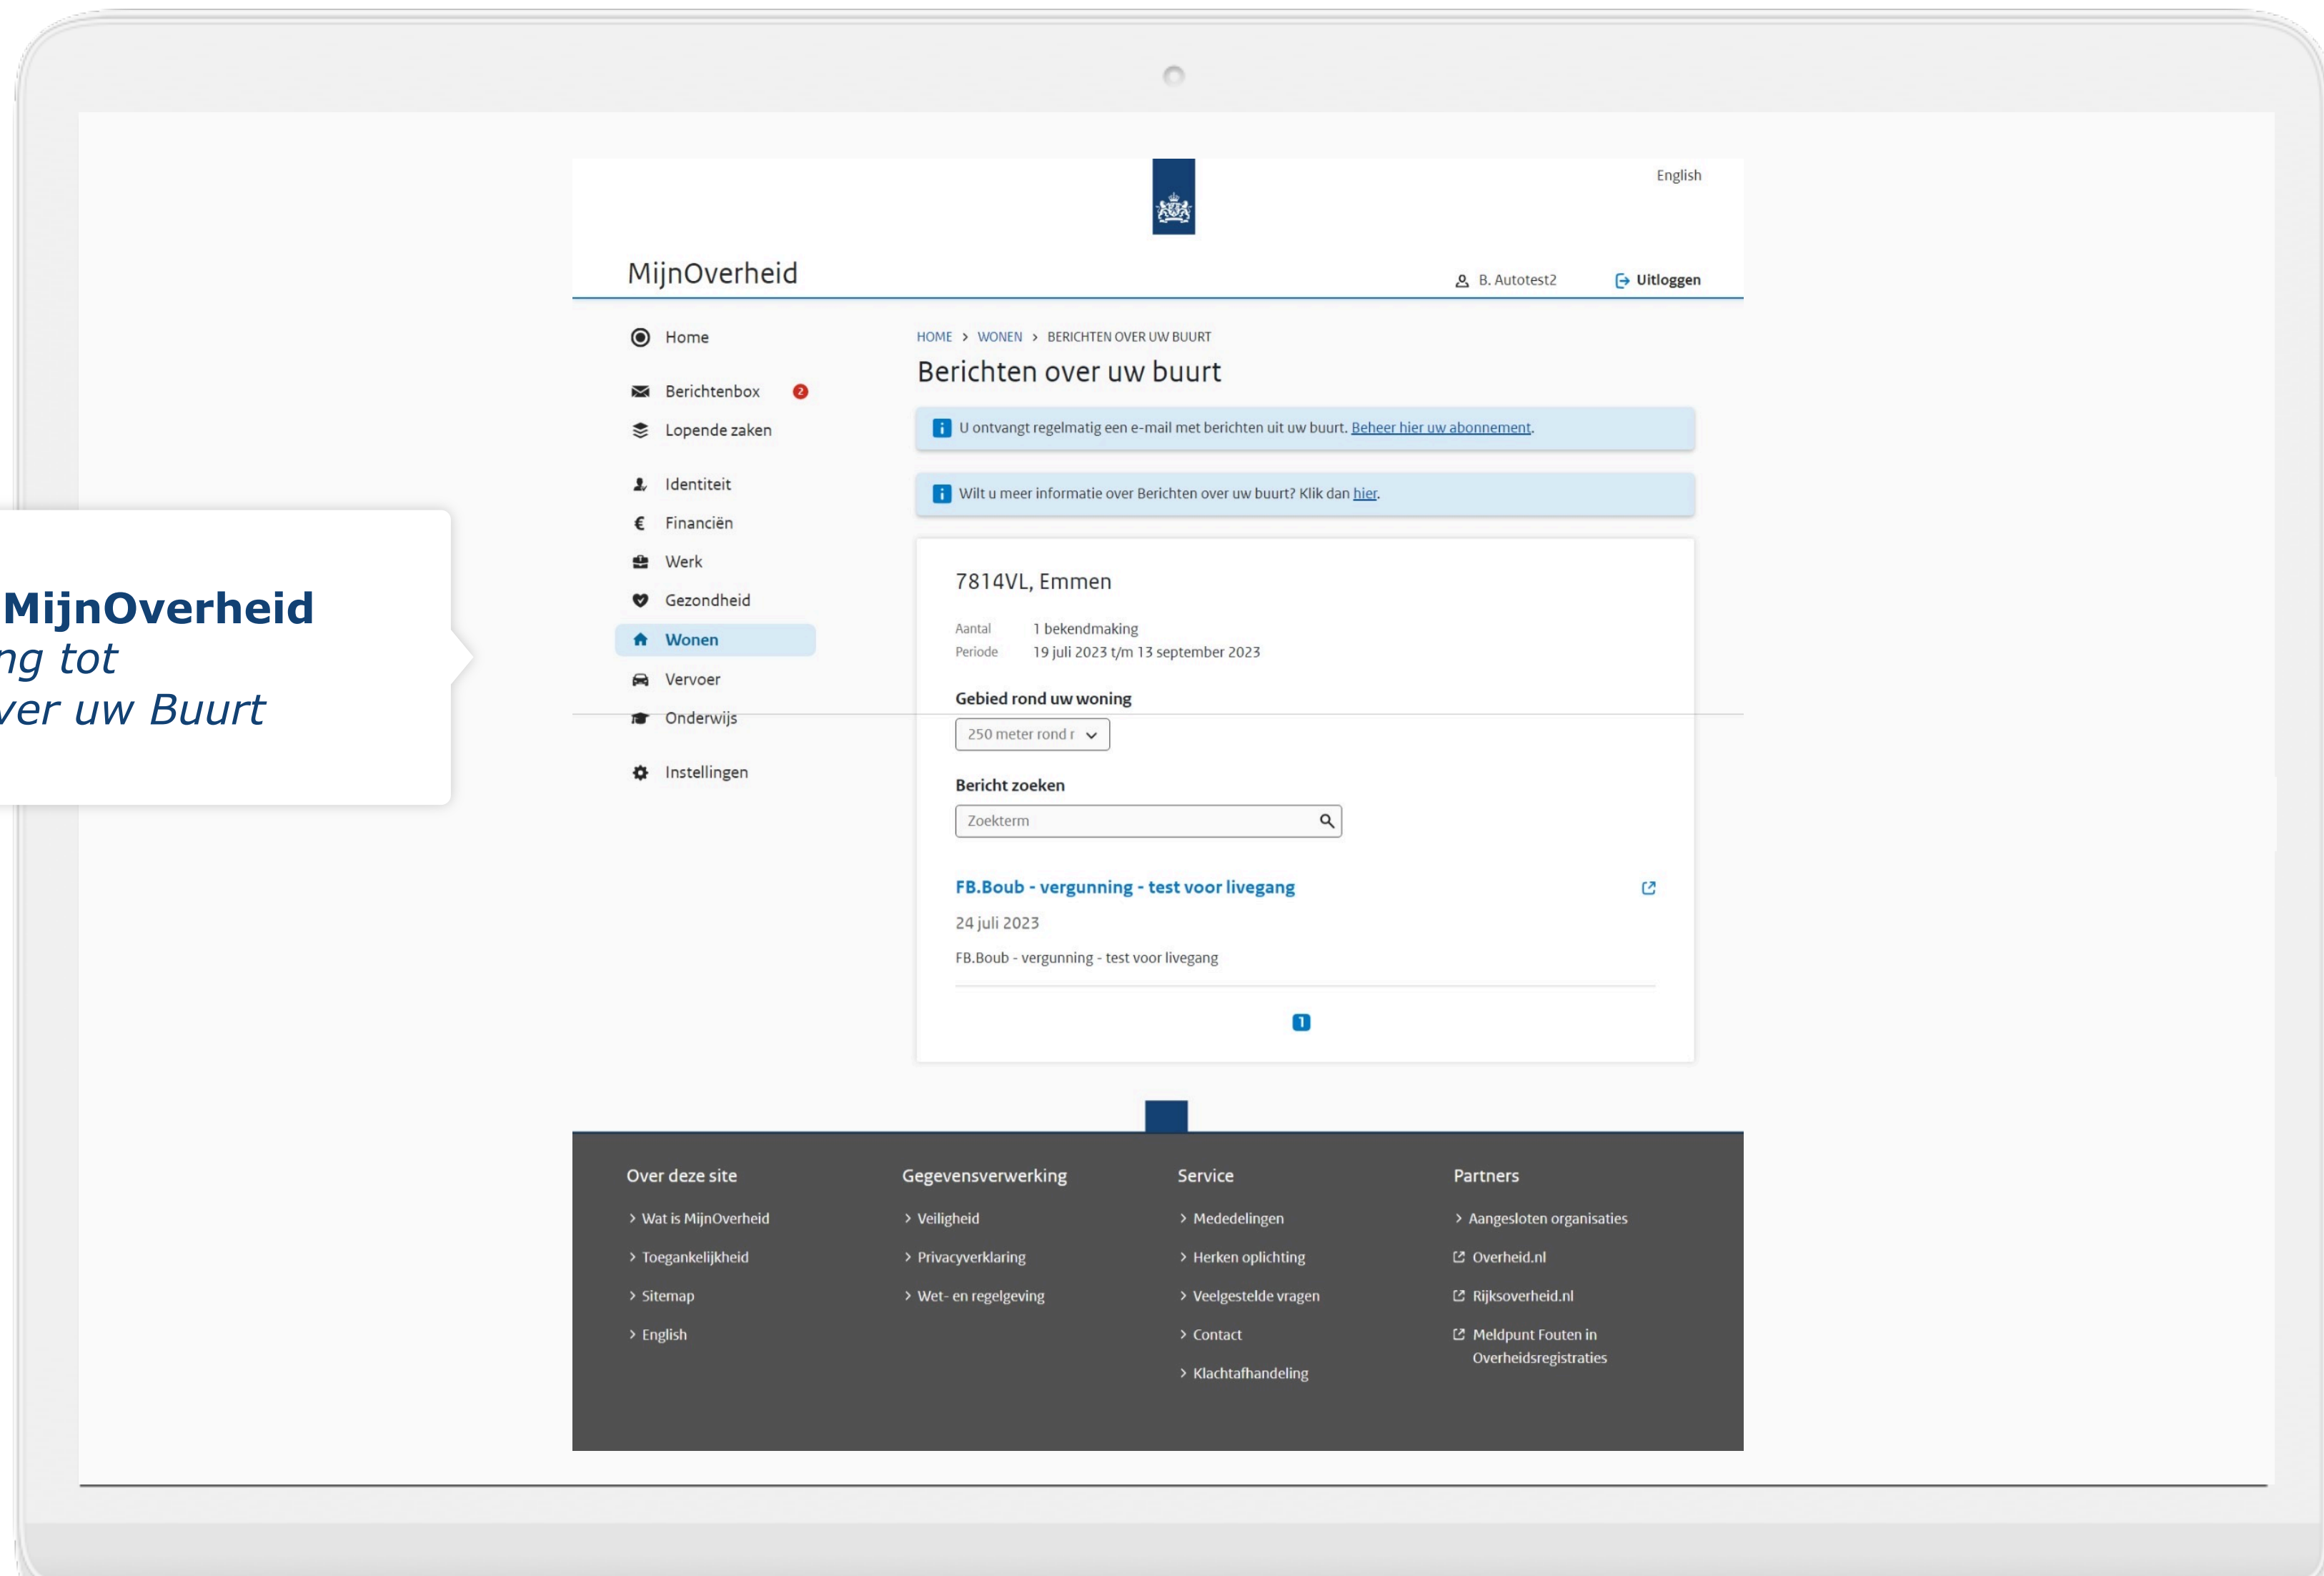 English
MijnOverheid
B. Autotest2
Uitloggen
Home
Berichtenbox 2
Lopende zaken
Identiteit
Financiën
Werk
Gezondheid
Wonen
Vervoer
Onderwijs
Instellingen
HOME > WONEN > BERICHTEN OVER UW BUURT
Berichten over uw buurt
U ontvangt regelmatig een e-mail met berichten uit uw buurt. Beheer hier uw abonnement.
Wilt u meer informatie over Berichten over uw buurt? Klik dan hier.
7814VL, Emmen
Aantal 1 bekendmaking
Periode 19 juli 2023 t/m 13 september 2023
Gebied rond uw woning
250 meter rond
Bericht zoeken
Zoekterm
FB.Boub - vergunning - test voor livegang
24 juli 2023
FB.Boub - vergunning - test voor livegang
1
MijnOverheid
tot
uw Buurt
Over deze site
> Wat is MijnOverheid
> Toegankelijkheid
> Sitemap
> English
Gegevensverwerking
> Veiligheid
> Privacyverklaring
> Wet- en regelgeving
Service
> Mededelingen
> Herken oplichting
> Veelgestelde vragen
> Contact
> Klachtafhandeling
Partners
> Aangesloten organisaties
Overheid.nl
Rijksoverheid.nl
Meldpunt Fouten in
Overheidsregistraties